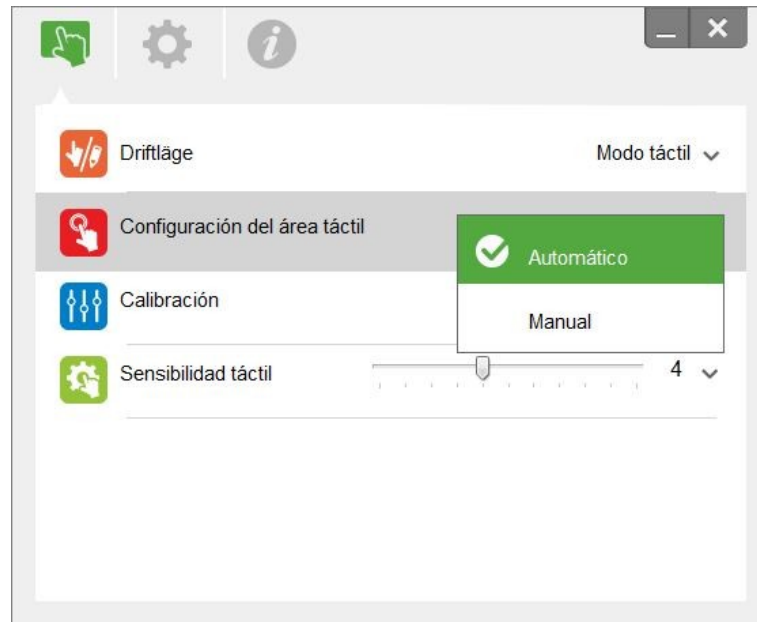 Driftläge
Modo táctil
Configuración del área táctil
Automático
Calibración
Manual
Sensibilidad táctil
4